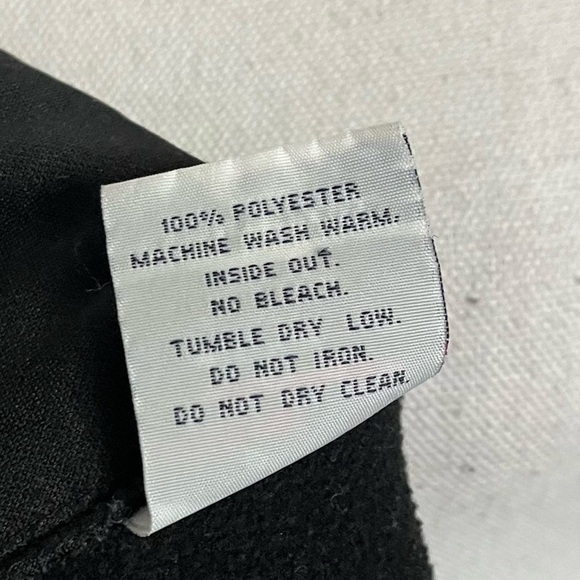 100% POLYESTER
MACHINE WASH WARM.
INSIDE OUT.
NO BLEACH.
TUMBLE DRY LOW.
DO NOT IRON.
DO NOT DRY CLEAN.